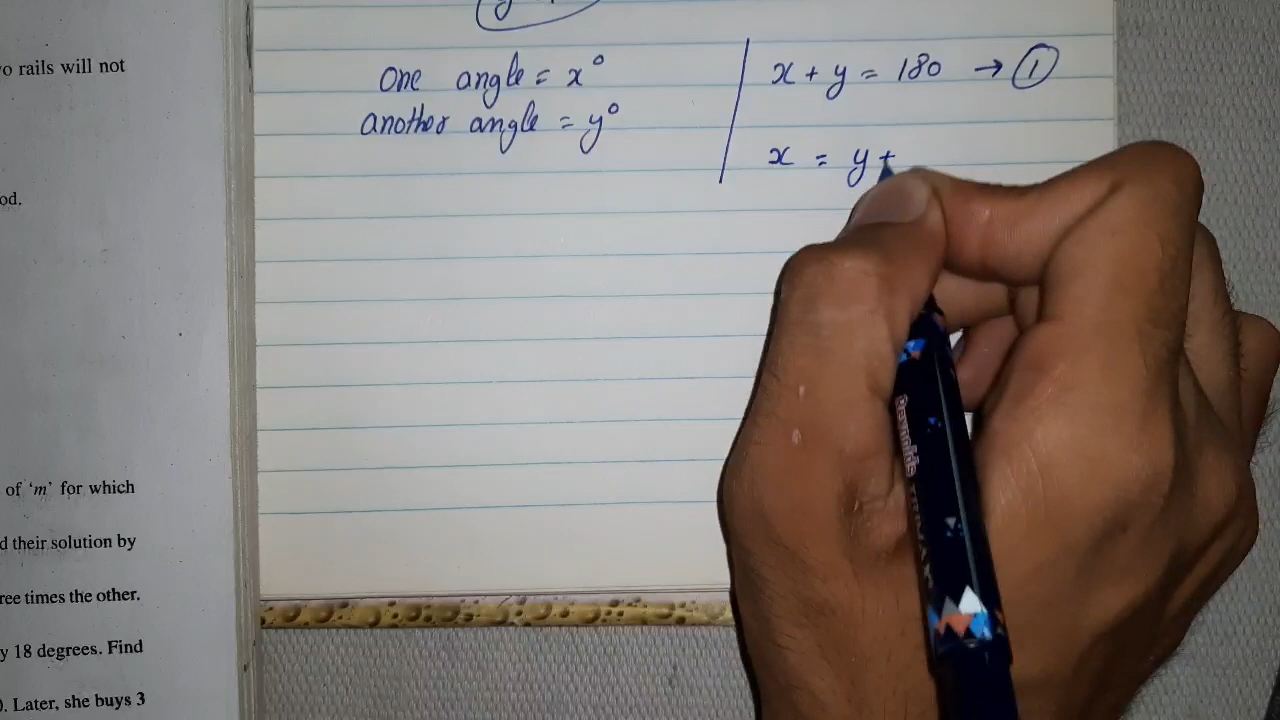 o rails will not
od.
of 'm' for which
d their solution by
ree times the other.
y 18 degrees. Find
). Later, she buys 3
one angle = x°
another angle = y°
x + y = 180 → ①
x = y +
Reynolds